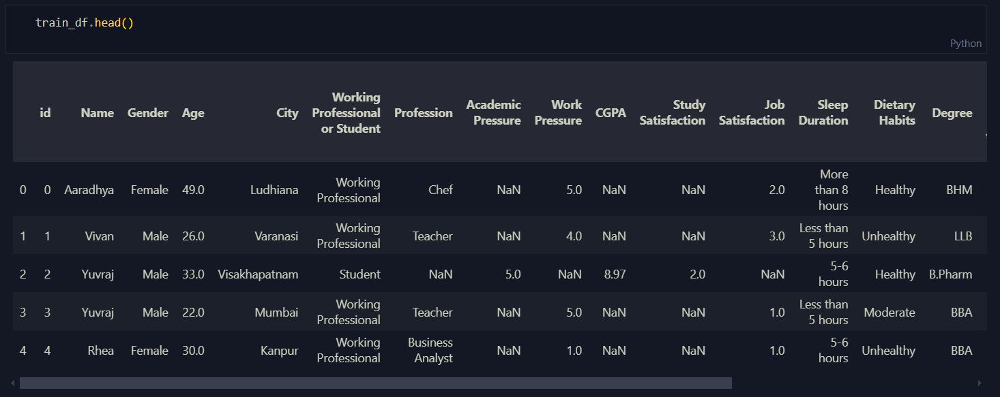 train_df.head()
Python
id Name Gender Age City Working Professional or Student Profession Academic Pressure Work Pressure CGPA Study Satisfaction Job Satisfaction Sleep Duration Dietary Habits Degree
0 0 Aaradhya Female 49.0 Ludhiana Working Professional Chef NaN 5.0 NaN NaN 2.0 More than 8 hours Healthy BHM
1 1 Vivan Male 26.0 Varanasi Working Professional Teacher NaN 4.0 NaN NaN 3.0 Less than 5 hours Unhealthy LLB
2 2 Yuvraj Male 33.0 Visakhapatnam Student NaN 5.0 NaN 8.97 2.0 NaN 5-6 hours Healthy B.Pharm
3 3 Yuvraj Male 22.0 Mumbai Working Professional Teacher NaN 5.0 NaN NaN 1.0 Less than 5 hours Moderate BBA
4 4 Rhea Female 30.0 Kanpur Working Professional Business Analyst NaN 1.0 NaN NaN 1.0 5-6 hours Unhealthy BBA